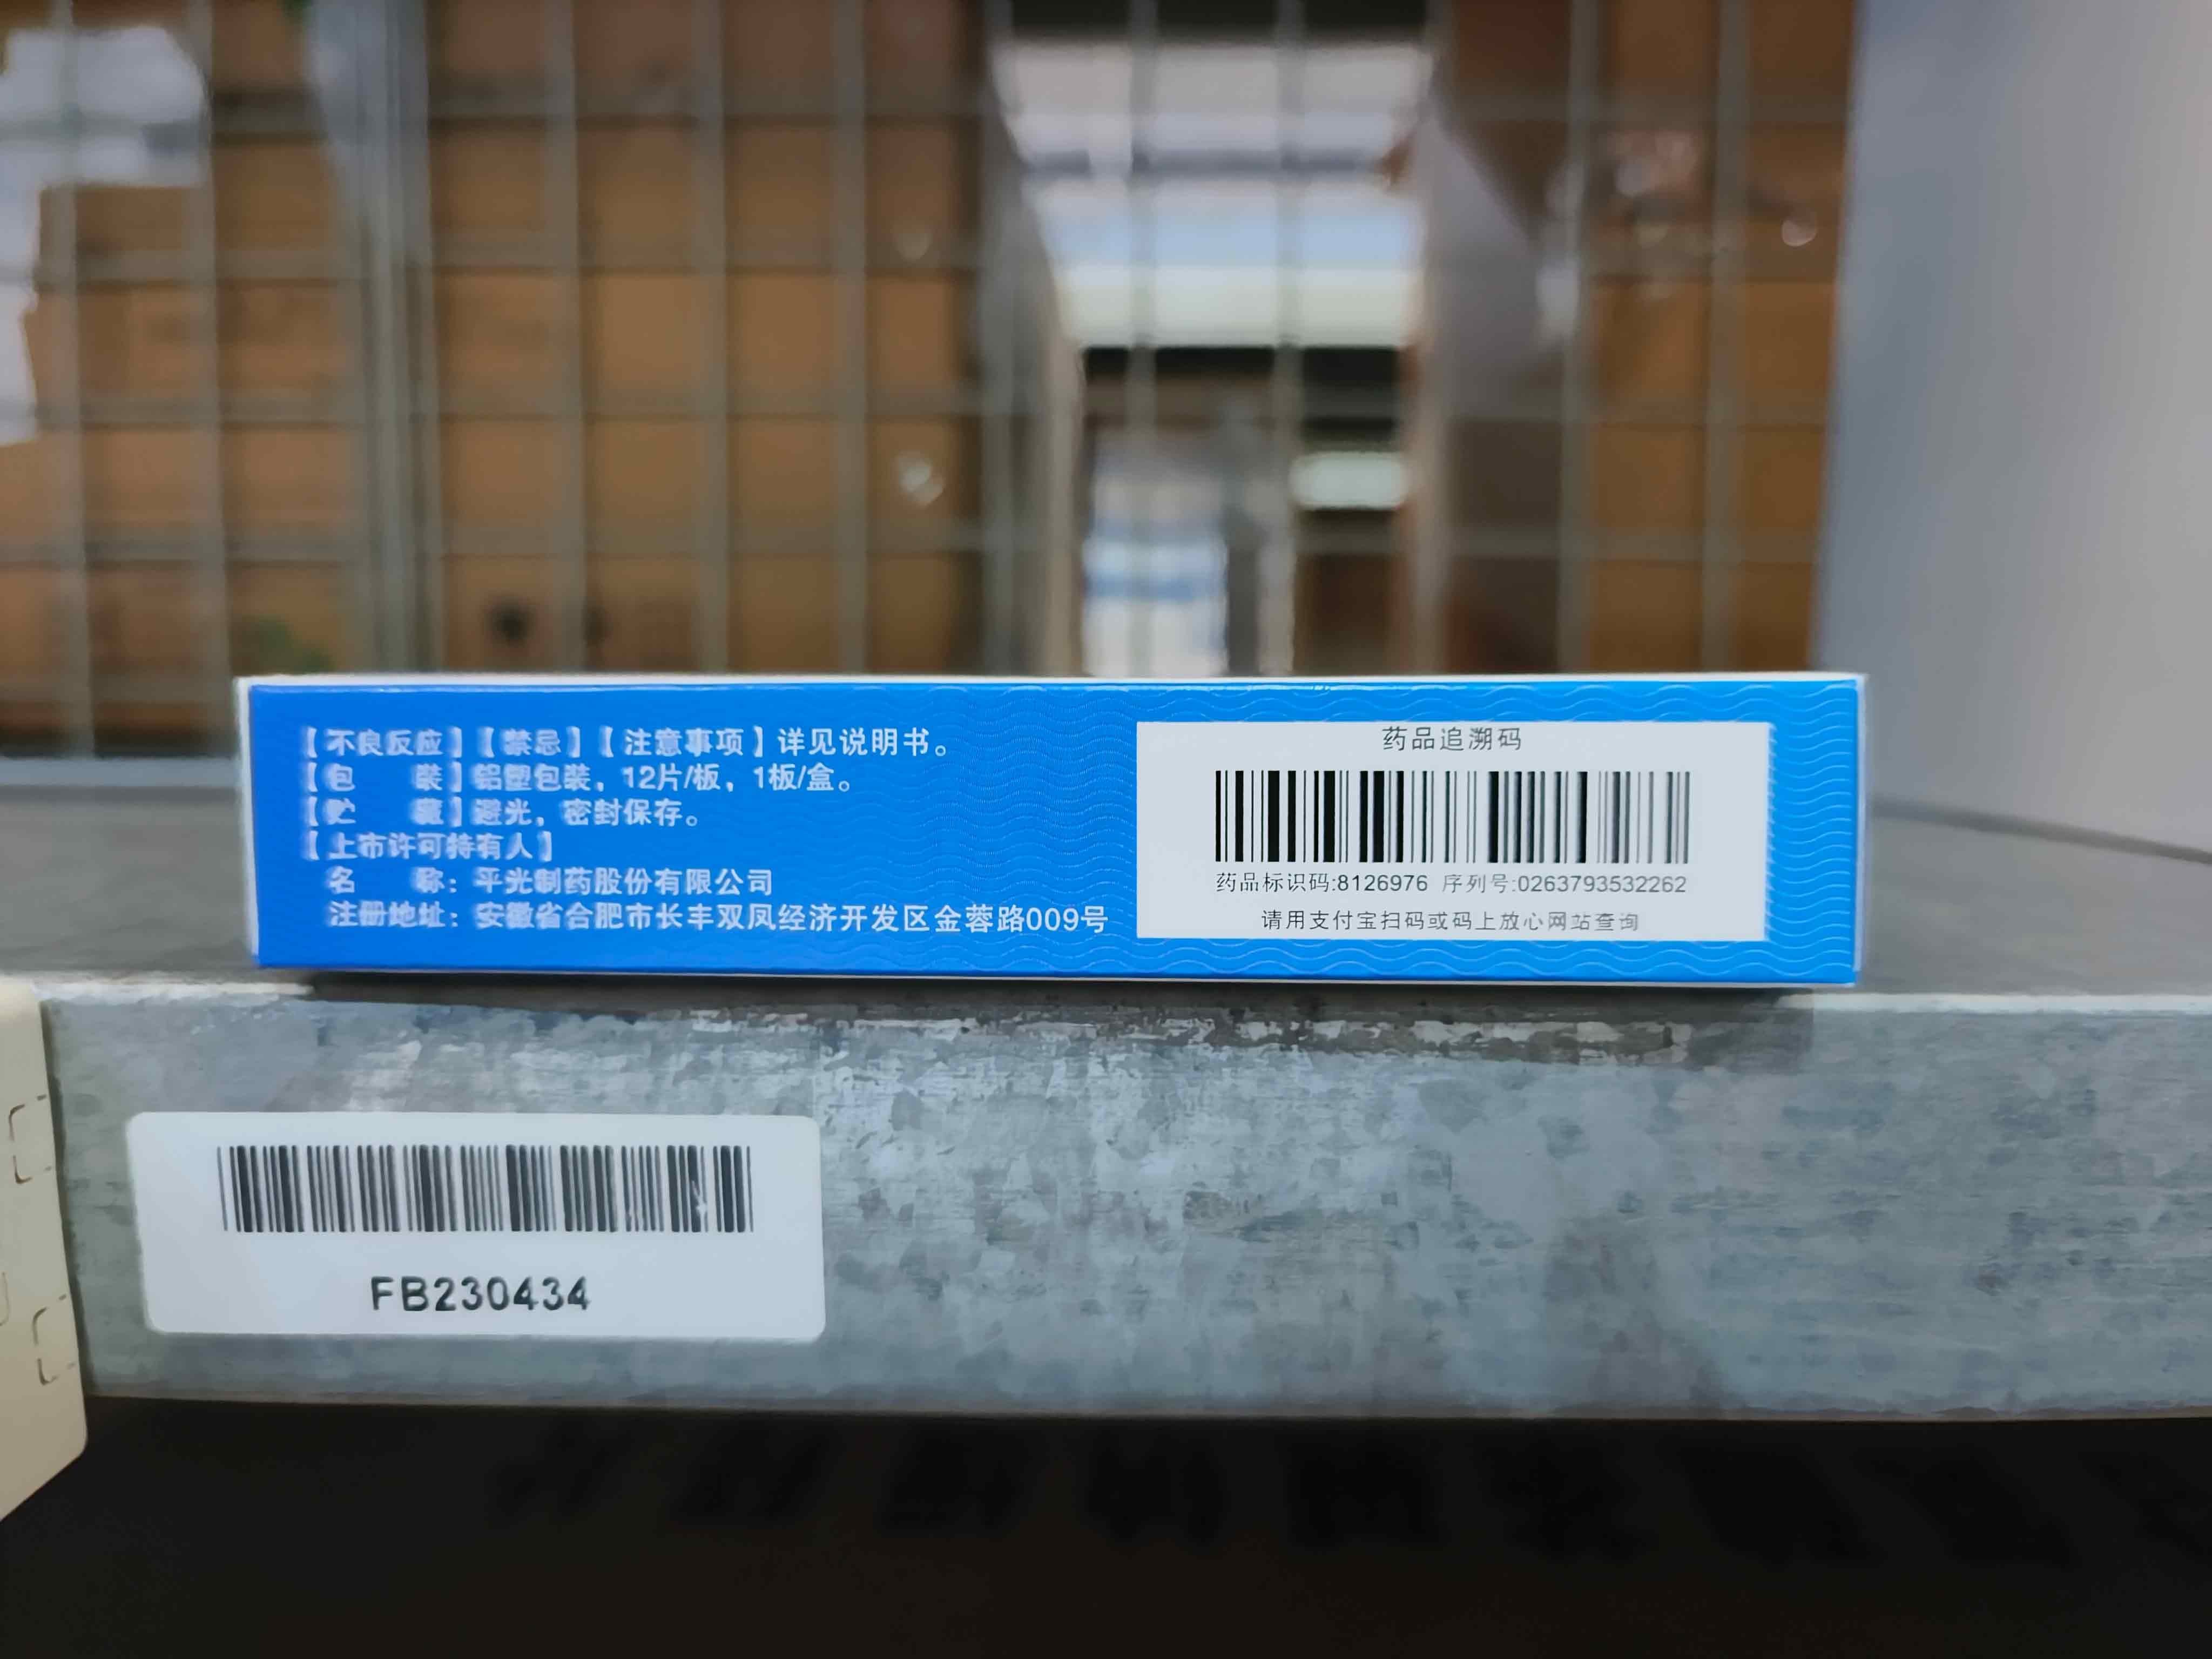 【不良反应】【禁忌】【注意事项】详见说明书。
【包 装】铝塑包装，12片/板，1板/盒。
【贮 藏】避光，密封保存。
【上市许可持有人】
名 称：平光制药股份有限公司
注册地址：安徽省合肥市长丰双凤经济开发区金蓉路009号
药品追溯码
药品标识码:8126976 序列号:0263793532262
请用支付宝扫码或码上放心网站查询
FB230434